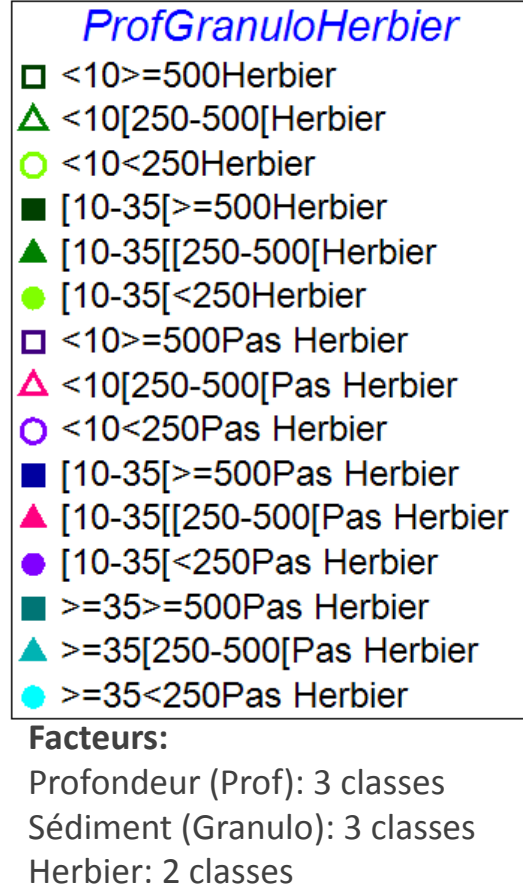 ProfGranuloHerbier
<10>=500Herbier
<10[250-500[Herbier
<10<250Herbier
[10-35[>=500Herbier
[10-35[[250-500[Herbier
[10-35[<250Herbier
<10>=500Pas Herbier
<10[250-500[Pas Herbier
<10<250Pas Herbier
[10-35[>=500Pas Herbier
[10-35[[250-500[Pas Herbier
[10-35[<250Pas Herbier
>=35>=500Pas Herbier
>=35[250-500[Pas Herbier
>=35<250Pas Herbier
Facteurs:
Profondeur (Prof): 3 classes
Sédiment (Granulo): 3 classes
Herbier: 2 classes